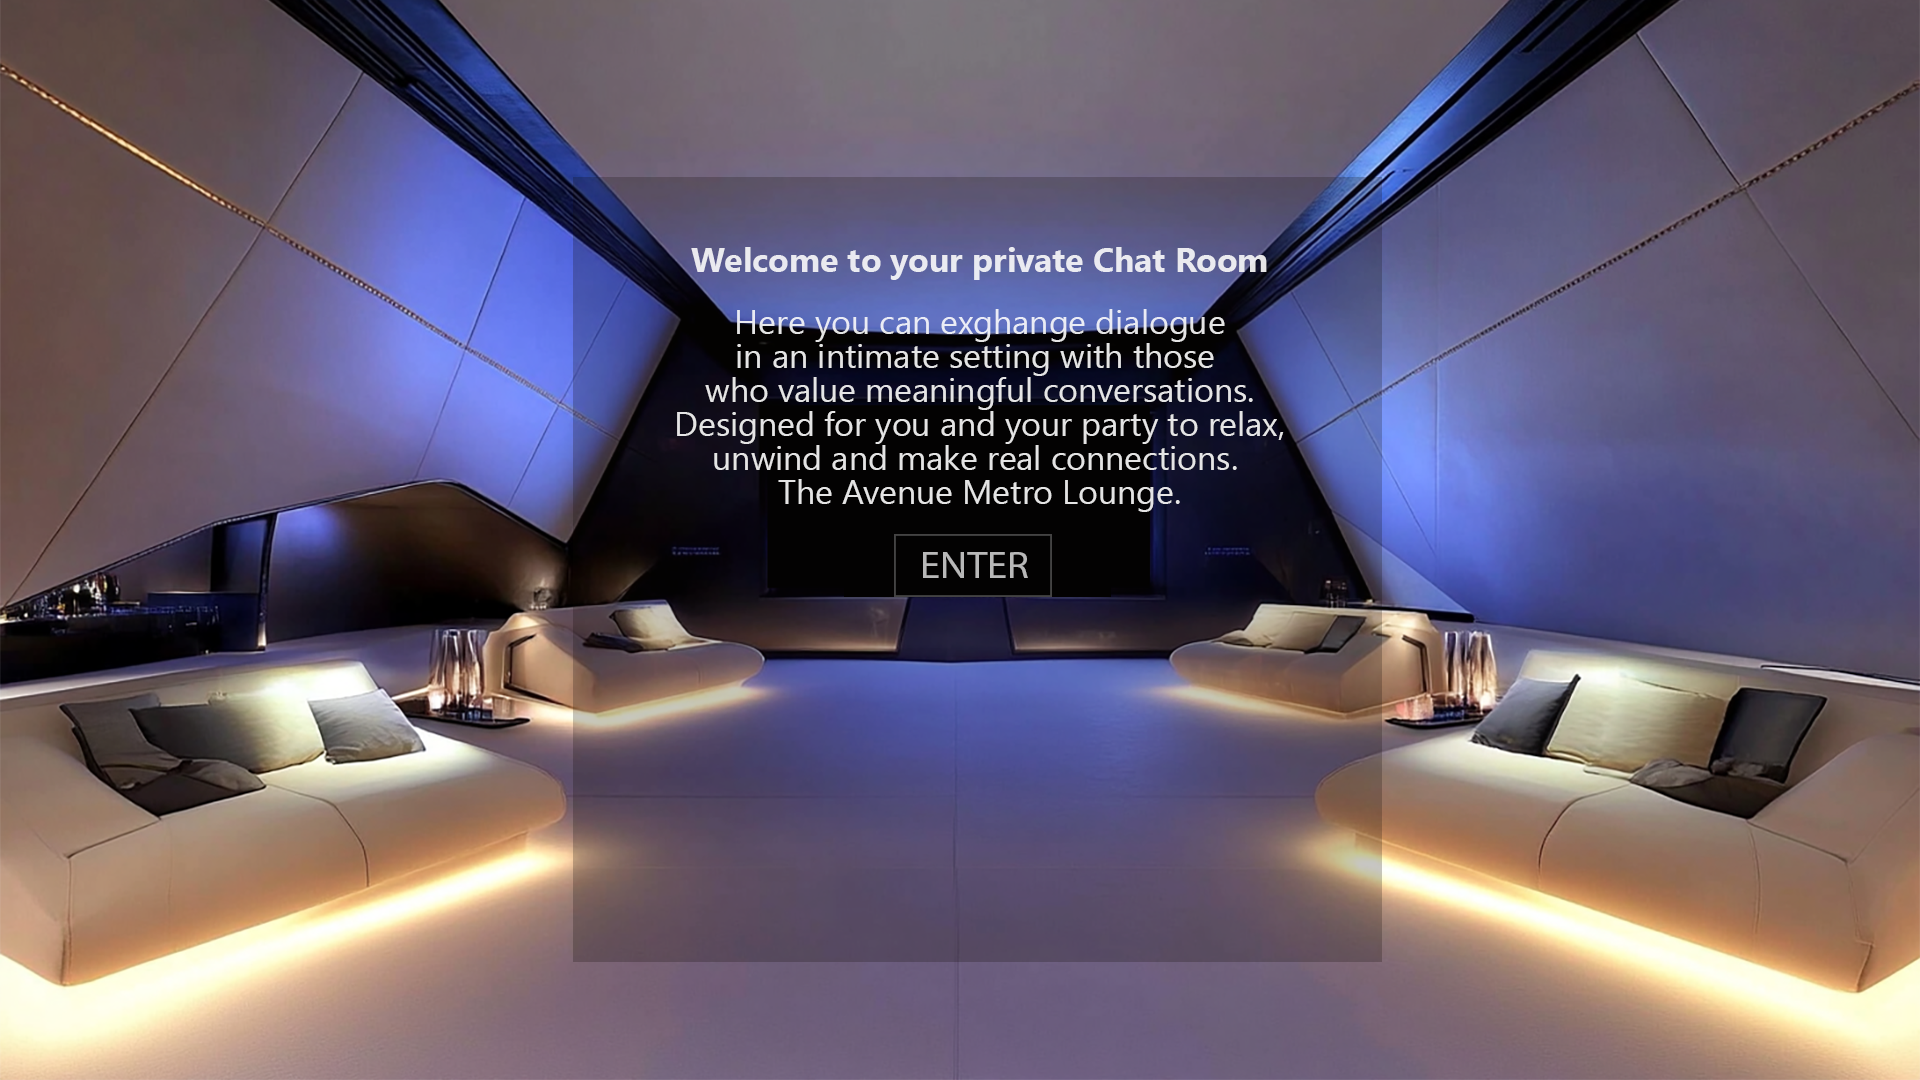 Welcome to your private Chat Room
Here you can exghange dialogue
in an intimate setting with those
who value meaningful conversations.
Designed for you and your party to relax,
unwind and make real connections.
The Avenue Metro Lounge.
ENTER